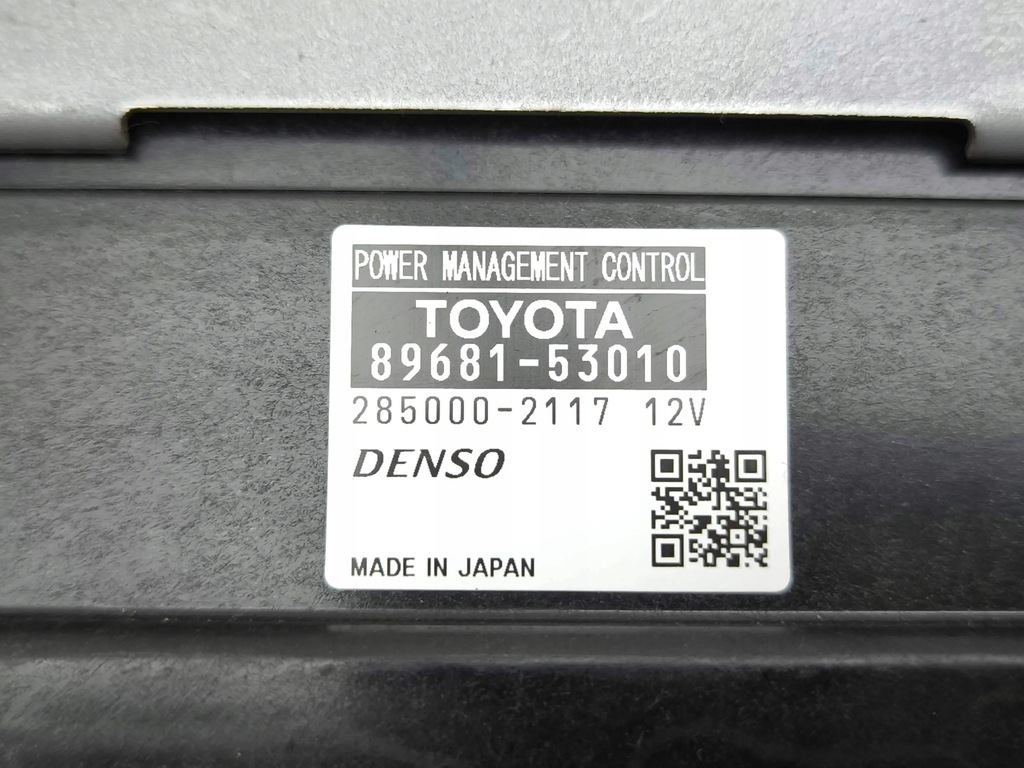 POWER MANAGEMENT CONTROL
TOYOTA
89681-53010
285000-2117 12V
DENSO
MADE IN JAPAN